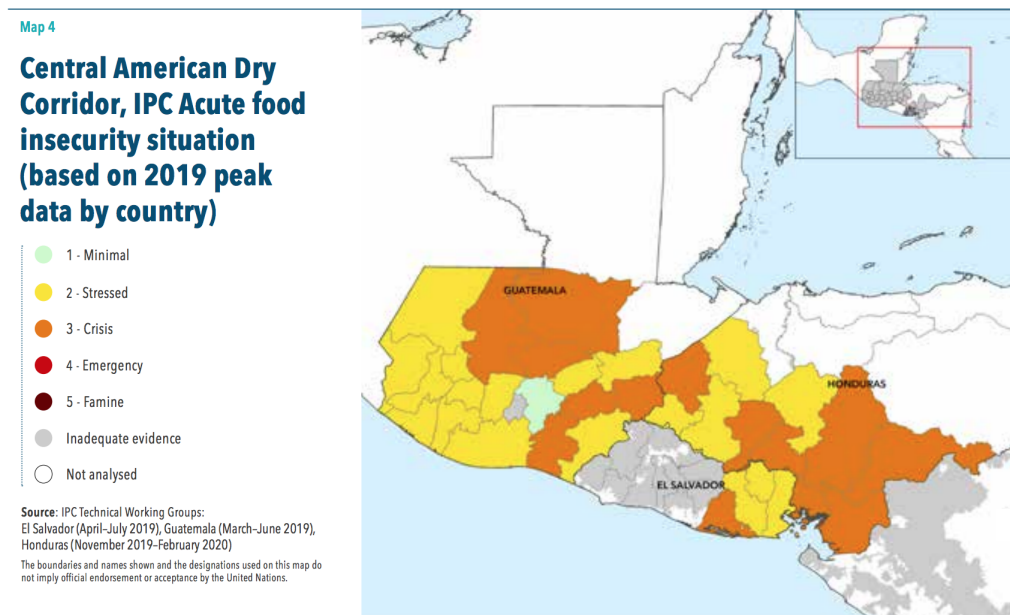 Map 4
Central American Dry
Corridor, IPC Acute food
insecurity situation
(based on 2019 peak
data by country)
1 - Minimal
2 - Stressed
3 - Crisis
4 - Emergency
5 - Famine
Inadequate evidence
Not analysed
Source: IPC Technical Working Groups:
El Salvador (April–July 2019), Guatemala (March–June 2019),
Honduras (November 2019–February 2020)
The boundaries and names shown and the designations used on this map do
not imply official endorsement or acceptance by the United Nations.
GUATEMALA
HONDURAS
EL SALVADOR